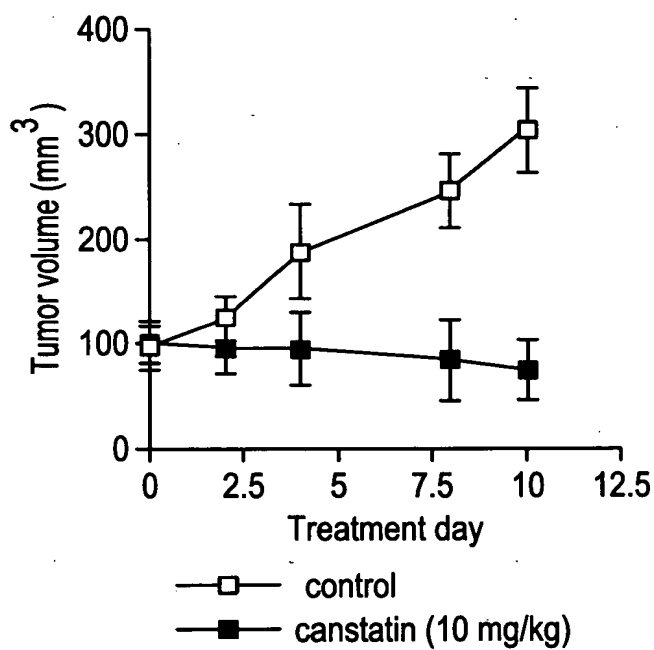 400
300
200
100
0
Tumor volume (mm³)
0 2.5 5 7.5 10 12.5
Treatment day
control
canstatin (10 mg/kg)